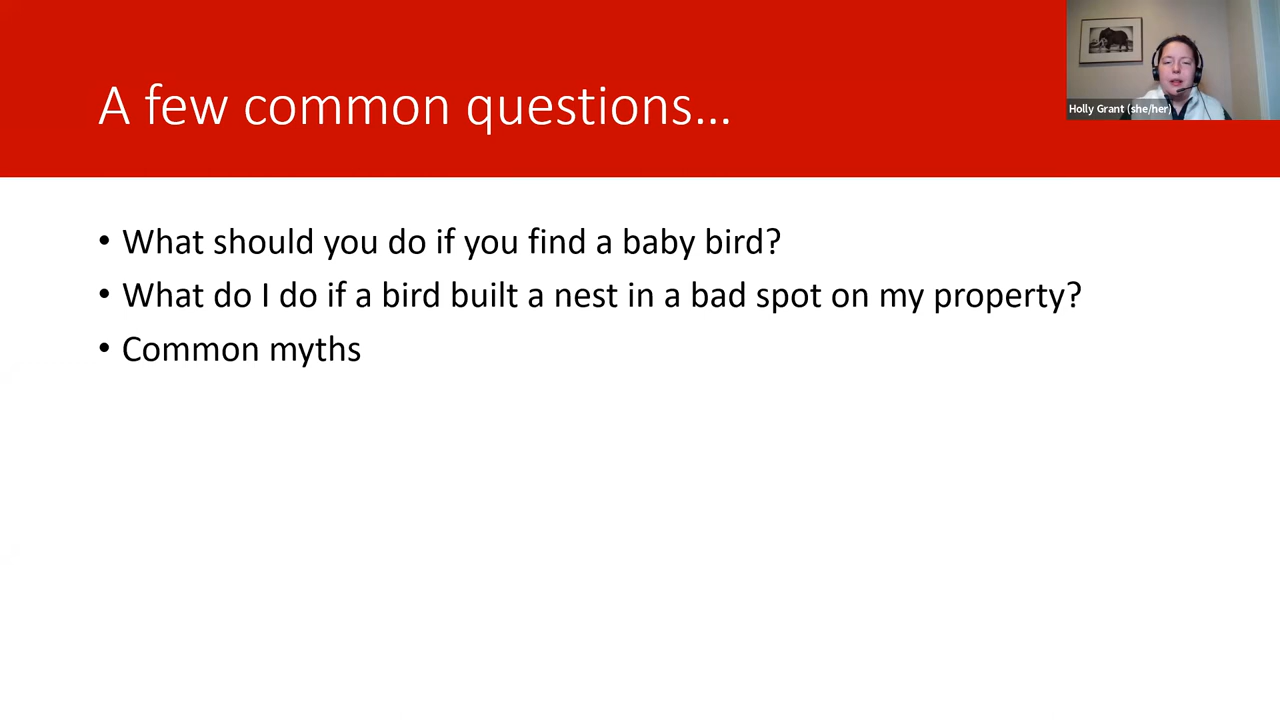 A few common questions...
Holly Grant (she/her)
• What should you do if you find a baby bird?
• What do I do if a bird built a nest in a bad spot on my property?
• Common myths